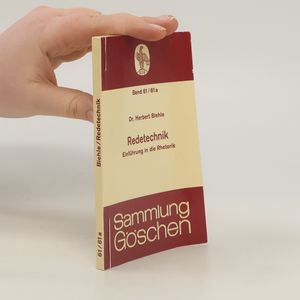 Band 61/61a
Dr. Herbert Biehle
Redetechnik
Einführung in die Rhetorik
Sammlung
Göschen
Biehle / Redetechnik
61/61a